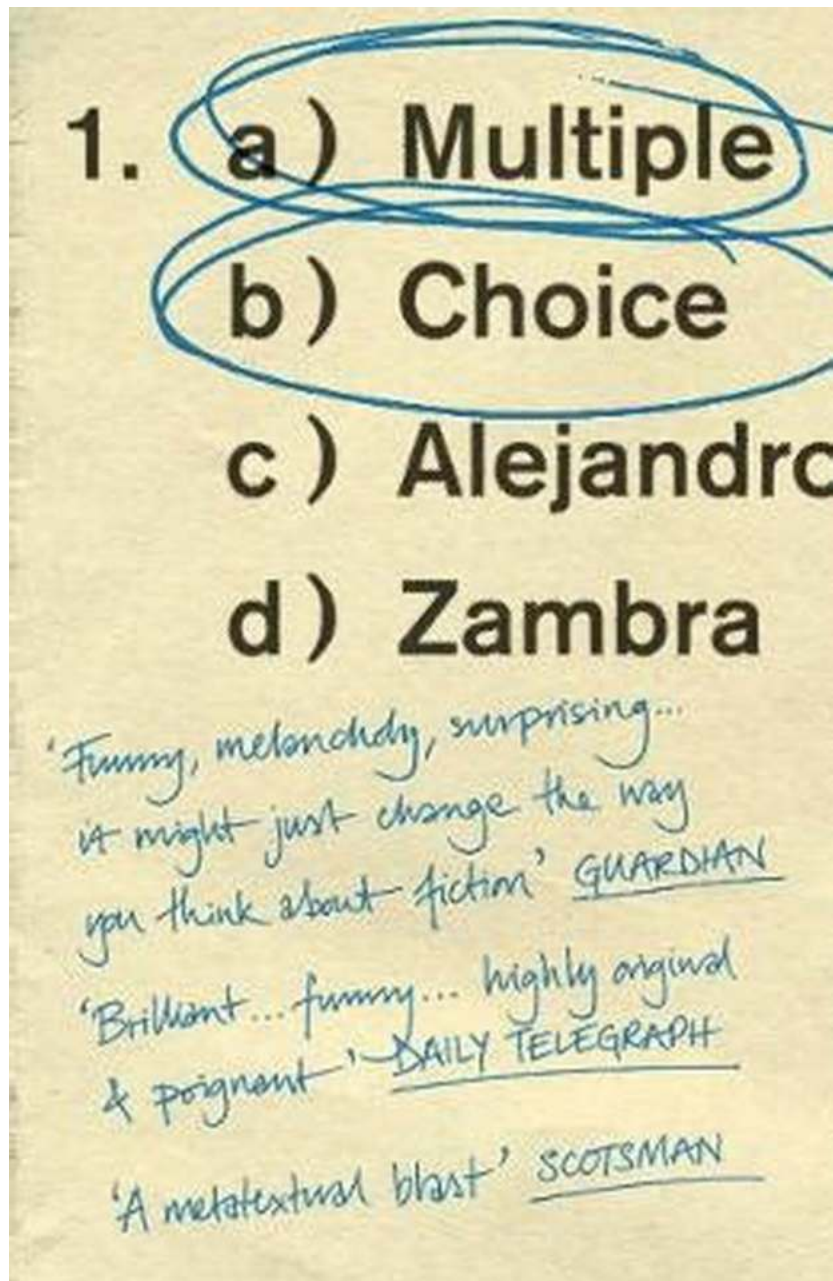 1. a) Multiple
b) Choice
c) Alejandro
d) Zambra
'Funny, melancholy, surprising...
it might just change the way
you think about fiction' GUARDIAN
'Brilliant... funny... highly original
& poignant' DAILY TELEGRAPH
'A metatextual blast' SCOTSMAN